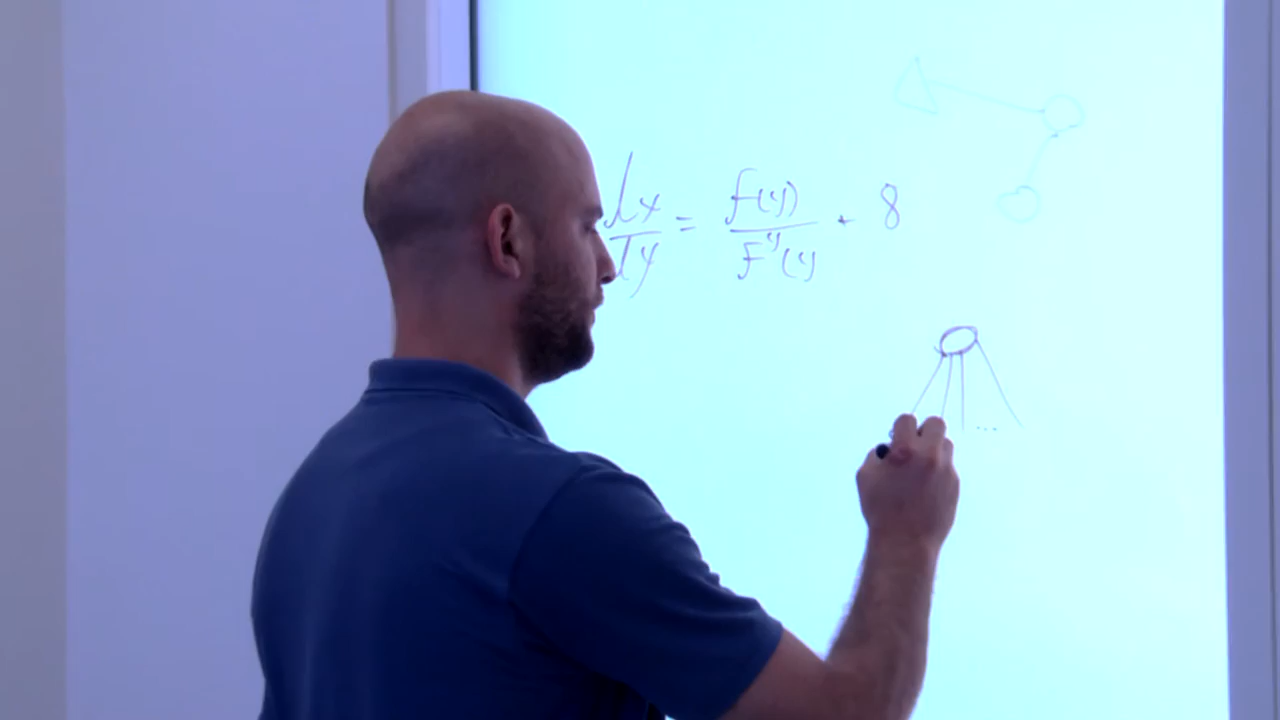 dx/dy = f(y)/F^y(y + 8
...